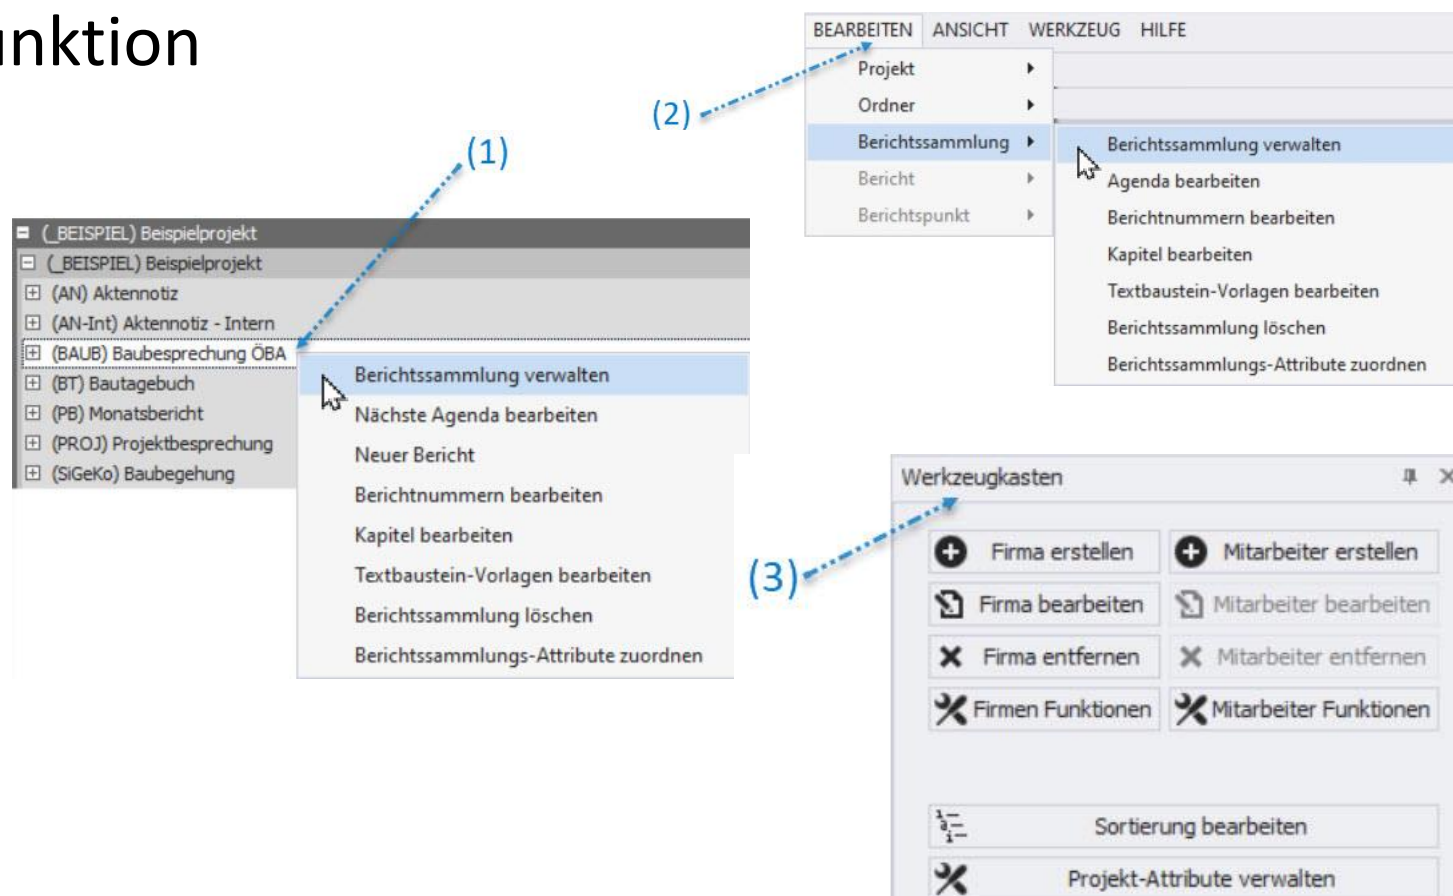 unktion
(1)
(_BEISPIEL) Beispielprojekt
(_BEISPIEL) Beispielprojekt
(AN) Aktennotiz
(AN-Int) Aktennotiz - Intern
(BAUB) Baubesprechung ÖBA
(BT) Bautagebuch
(PB) Monatsbericht
(PROJ) Projektbesprechung
(SiGeKo) Baubegehung
Berichtssammlung verwalten
Nächste Agenda bearbeiten
Neuer Bericht
Berichtnummern bearbeiten
Kapitel bearbeiten
Textbaustein-Vorlagen bearbeiten
Berichtssammlung löschen
Berichtssammlungs-Attribute zuordnen
(2)
BEARBEITEN ANSICHT WERKZEUG HILFE
Projekt
Ordner
Berichtssammlung
Bericht
Berichtspunkt
Berichtssammlung verwalten
Agenda bearbeiten
Berichtnummern bearbeiten
Kapitel bearbeiten
Textbaustein-Vorlagen bearbeiten
Berichtssammlung löschen
Berichtssammlungs-Attribute zuordnen
(3)
Werkzeugkasten
Firma erstellen Mitarbeiter erstellen
Firma bearbeiten Mitarbeiter bearbeiten
Firma entfernen Mitarbeiter entfernen
Firmen Funktionen Mitarbeiter Funktionen
Sortierung bearbeiten
Projekt-Attribute verwalten